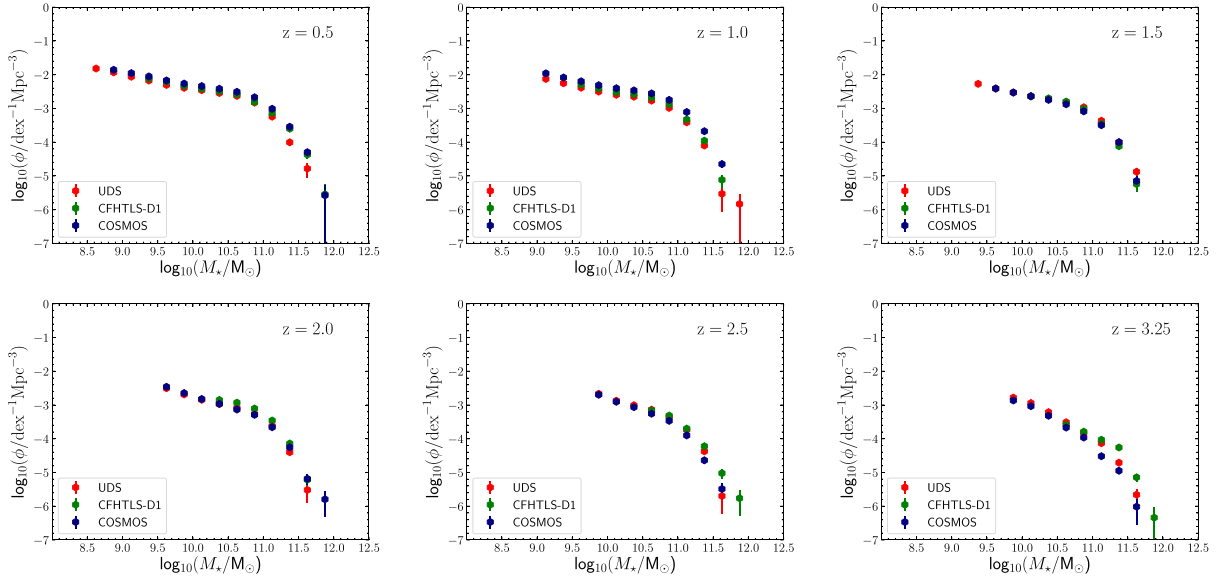 z = 0.5
log10(ϕ/dex−1Mpc−3)
0
−1
−2
−3
−4
−5
−6
−7
UDS
CFHTLS-D1
COSMOS
8.5 9.0 9.5 10.0 10.5 11.0 11.5 12.0 12.5
log10(M⋆/M⊙)
z = 1.0
log10(ϕ/dex−1Mpc−3)
0
−1
−2
−3
−4
−5
−6
−7
UDS
CFHTLS-D1
COSMOS
8.5 9.0 9.5 10.0 10.5 11.0 11.5 12.0 12.5
log10(M⋆/M⊙)
z = 1.5
log10(ϕ/dex−1Mpc−3)
0
−1
−2
−3
−4
−5
−6
−7
UDS
CFHTLS-D1
COSMOS
8.5 9.0 9.5 10.0 10.5 11.0 11.5 12.0 12.5
log10(M⋆/M⊙)
z = 2.0
log10(ϕ/dex−1Mpc−3)
0
−1
−2
−3
−4
−5
−6
−7
UDS
CFHTLS-D1
COSMOS
8.5 9.0 9.5 10.0 10.5 11.0 11.5 12.0 12.5
log10(M⋆/M⊙)
z = 2.5
log10(ϕ/dex−1Mpc−3)
0
−1
−2
−3
−4
−5
−6
−7
UDS
CFHTLS-D1
COSMOS
8.5 9.0 9.5 10.0 10.5 11.0 11.5 12.0 12.5
log10(M⋆/M⊙)
z = 3.25
log10(ϕ/dex−1Mpc−3)
0
−1
−2
−3
−4
−5
−6
−7
UDS
CFHTLS-D1
COSMOS
8.5 9.0 9.5 10.0 10.5 11.0 11.5 12.0 12.5
log10(M⋆/M⊙)